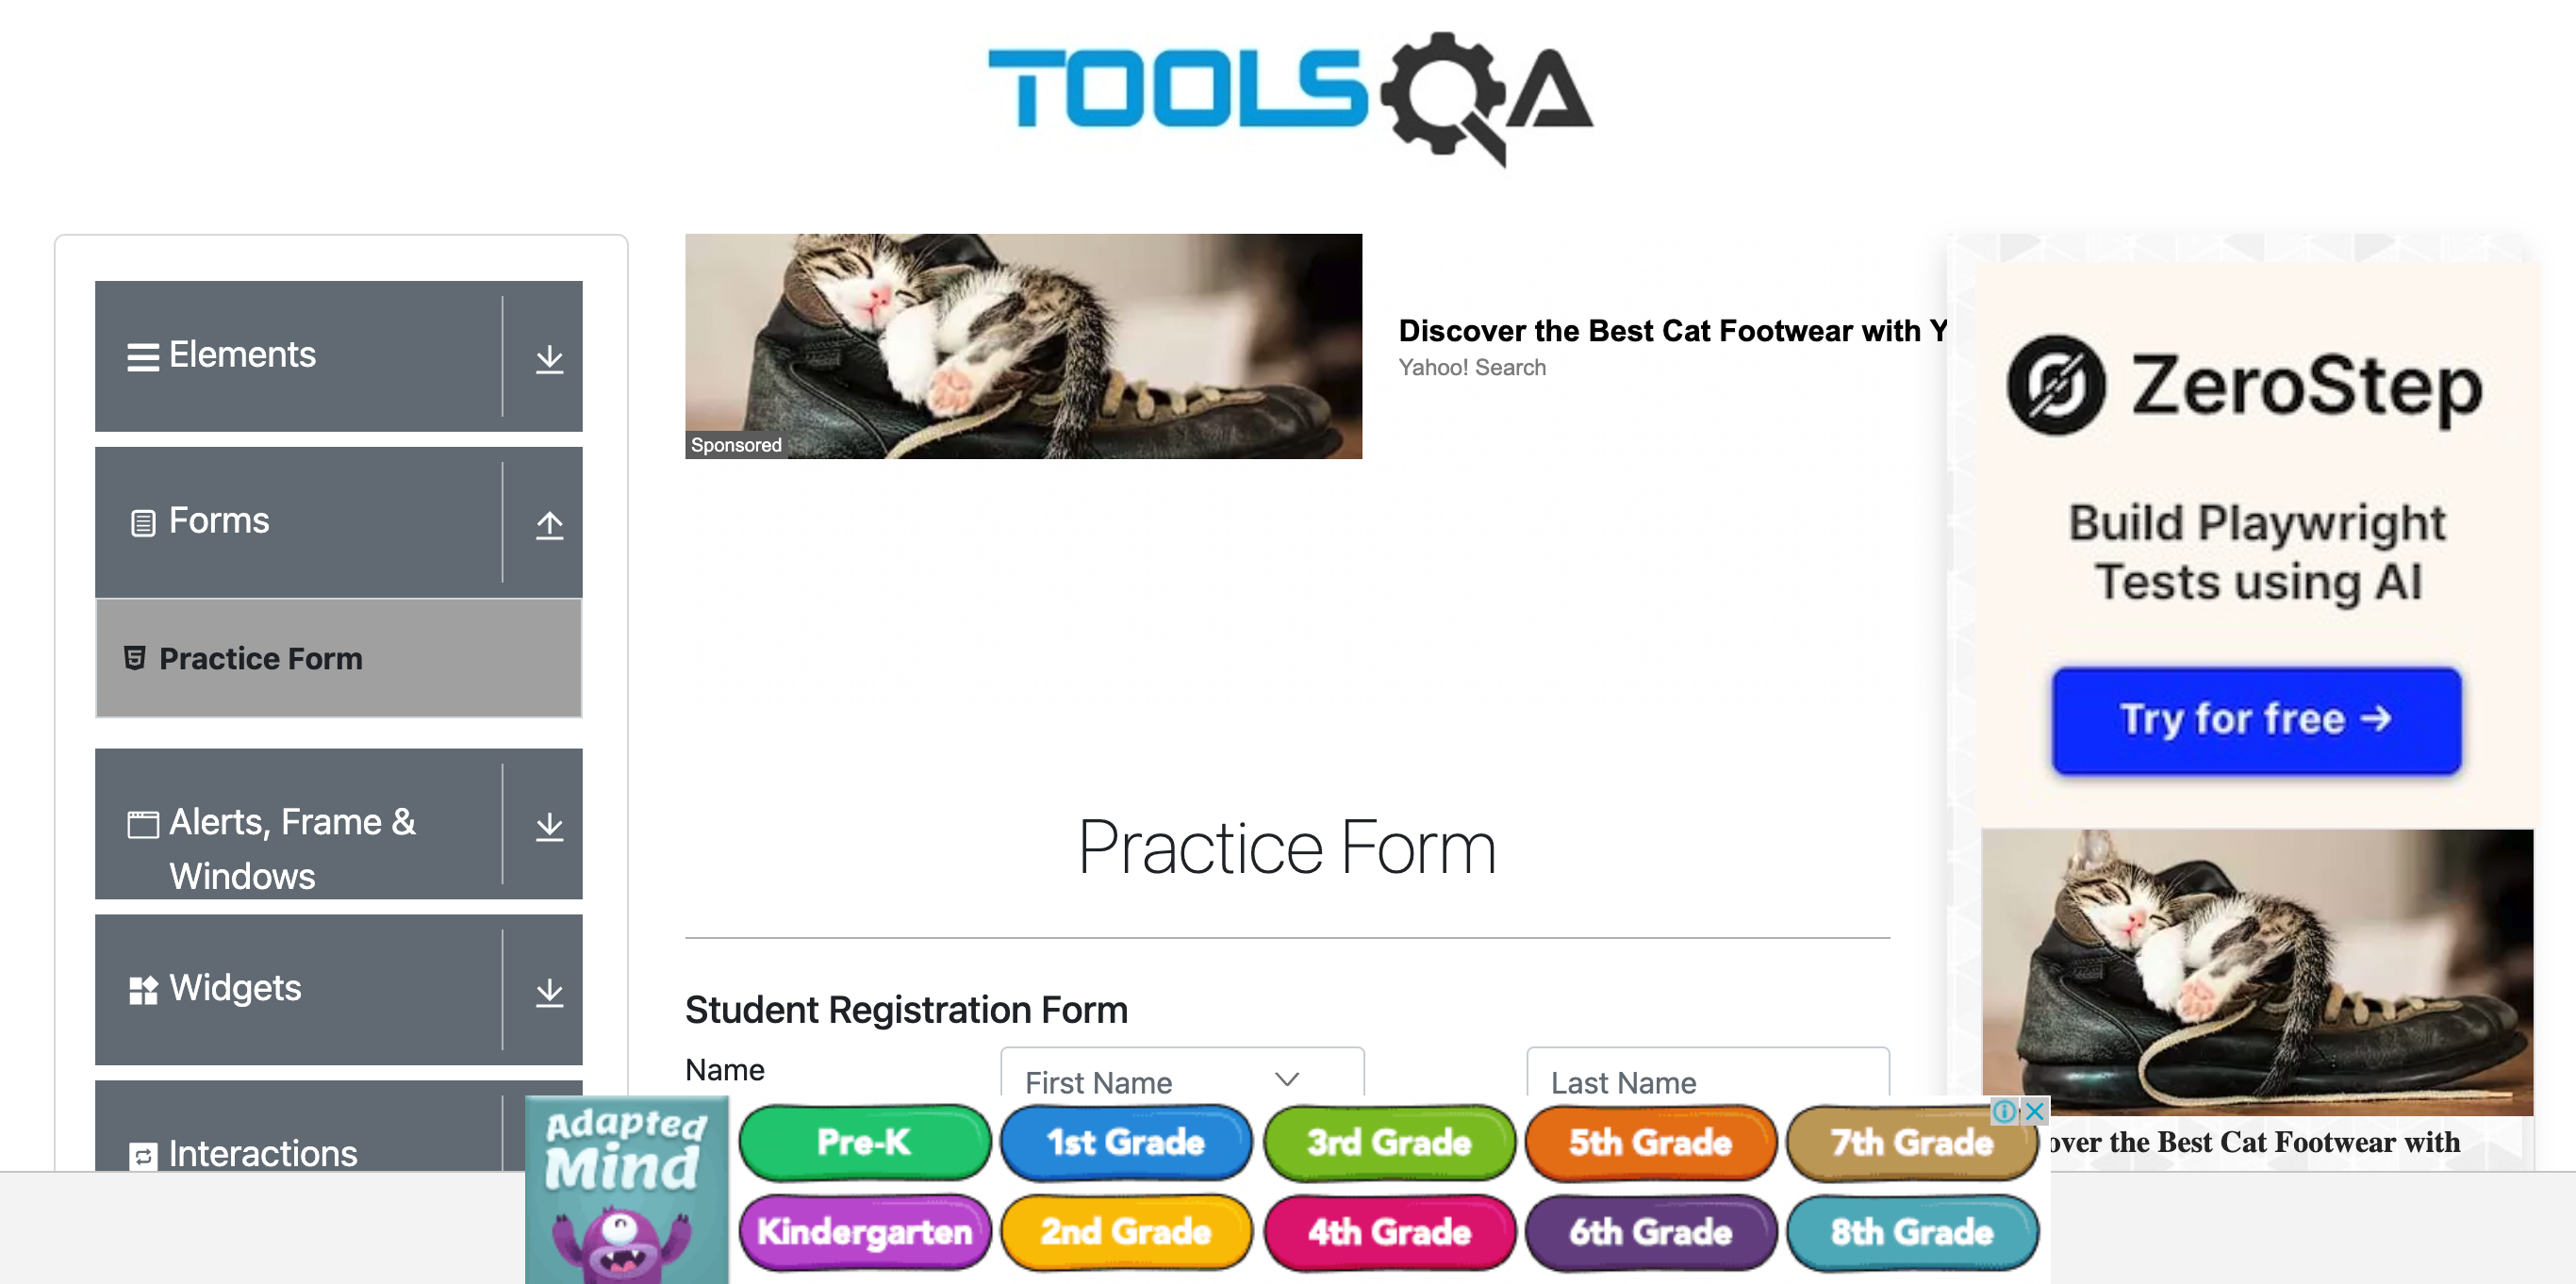 TOOLSQA
Elements
Forms
Practice Form
Alerts, Frame &
Windows
Widgets
Interactions
Sponsored
Discover the Best Cat Footwear with Y
Yahoo! Search
Practice Form
Student Registration Form
Name
First Name
Last Name
ZeroStep
Build Playwright
Tests using AI
Try for free →
over the Best Cat Footwear with
Adapted
Mind
Pre-K
1st Grade
3rd Grade
5th Grade
7th Grade
Kindergarten
2nd Grade
4th Grade
6th Grade
8th Grade